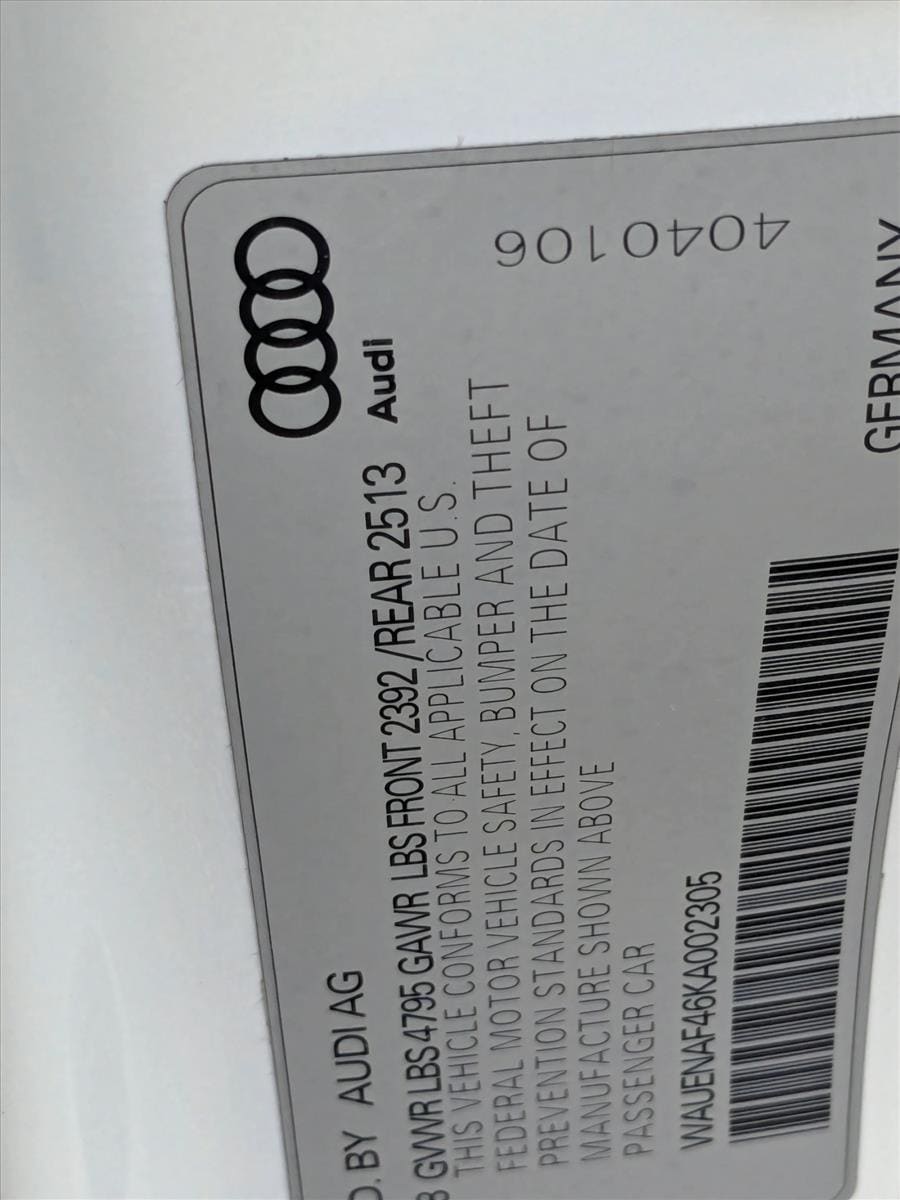 D. BY AUDI AG
8 GVWR LBS 4795 GAWR LBS FRONT 2392 /REAR 2513
Audi
THIS VEHICLE CONFORMS TO ALL APPLICABLE U.S.
FEDERAL MOTOR VEHICLE SAFETY, BUMPER AND THEFT
PREVENTION STANDARDS IN EFFECT ON THE DATE OF
MANUFACTURE SHOWN ABOVE
PASSENGER CAR
4040106
WAUENAF46KA002305
GERMANY